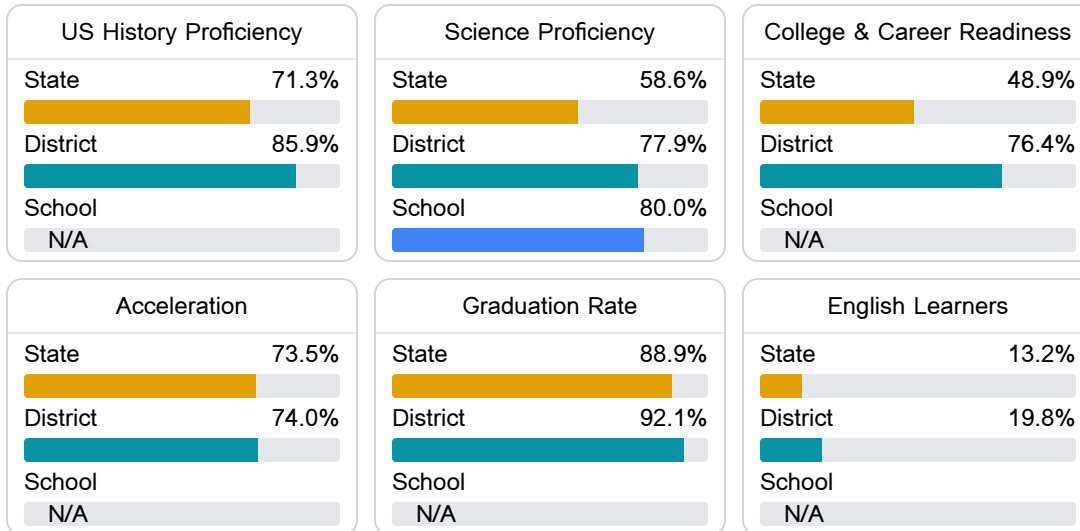 US History Proficiency
State 71.3%
District 85.9%
School
N/A
Science Proficiency
State 58.6%
District 77.9%
School 80.0%
College & Career Readiness
State 48.9%
District 76.4%
School
N/A
Acceleration
State 73.5%
District 74.0%
School
N/A
Graduation Rate
State 88.9%
District 92.1%
School
N/A
English Learners
State 13.2%
District 19.8%
School
N/A